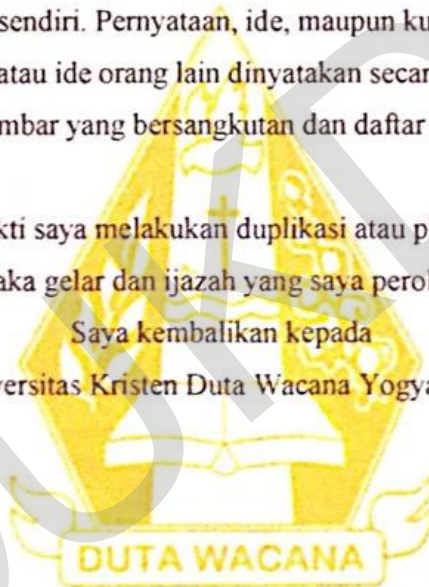 sendiri. Pernyataan, ide, maupun ku
atau ide orang lain dinyatakan secar
mbar yang bersangkutan dan daftar
kti saya melakukan duplikasi atau p
aka gelar dan ijazah yang saya perol
Saya kembalikan kepada
versitas Kristen Duta Wacana Yogya
DUTA WACANA